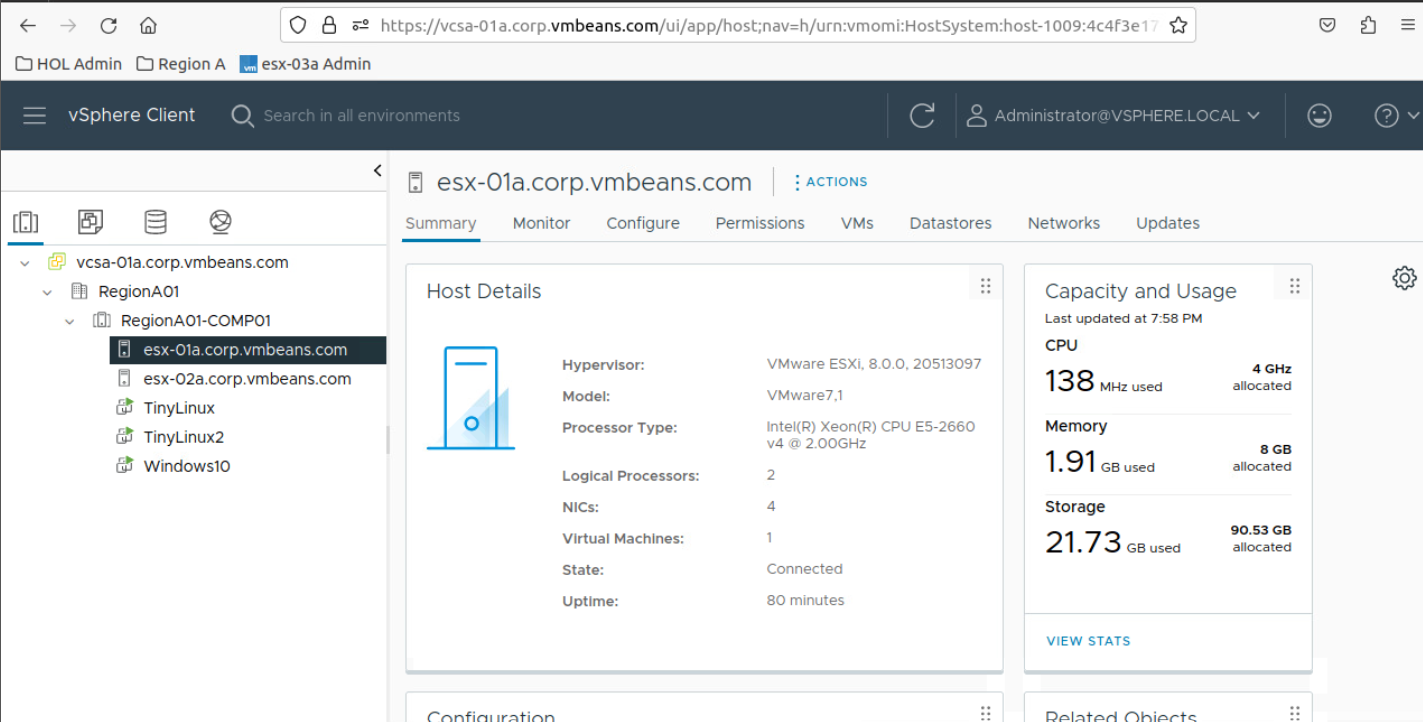 https://vcsa-01a.corp.vmbeans.com/ui/app/host;nav=h/urn:vmomi:HostSystem:host-1009:4c4f3e17
HOL Admin Region A vm esx-03a Admin
vSphere Client Search in all environments Administrator@VSPHERE.LOCAL
vcsa-01a.corp.vmbeans.com
RegionA01
RegionA01-COMP01
esx-01a.corp.vmbeans.com
esx-02a.corp.vmbeans.com
TinyLinux
TinyLinux2
Windows10
esx-01a.corp.vmbeans.com ACTIONS
Summary Monitor Configure Permissions VMs Datastores Networks Updates
Host Details
Hypervisor: VMware ESXi, 8.0.0, 20513097
Model: VMware7,1
Processor Type: Intel(R) Xeon(R) CPU E5-2660
v4 @ 2.00GHz
Logical Processors: 2
NICs: 4
Virtual Machines: 1
State: Connected
Uptime: 80 minutes
Capacity and Usage
Last updated at 7:58 PM
CPU
138 MHz used 4 GHz
allocated
Memory
1.91 GB used 8 GB
allocated
Storage
21.73 GB used 90.53 GB
allocated
VIEW STATS
Configuration
Related Objects